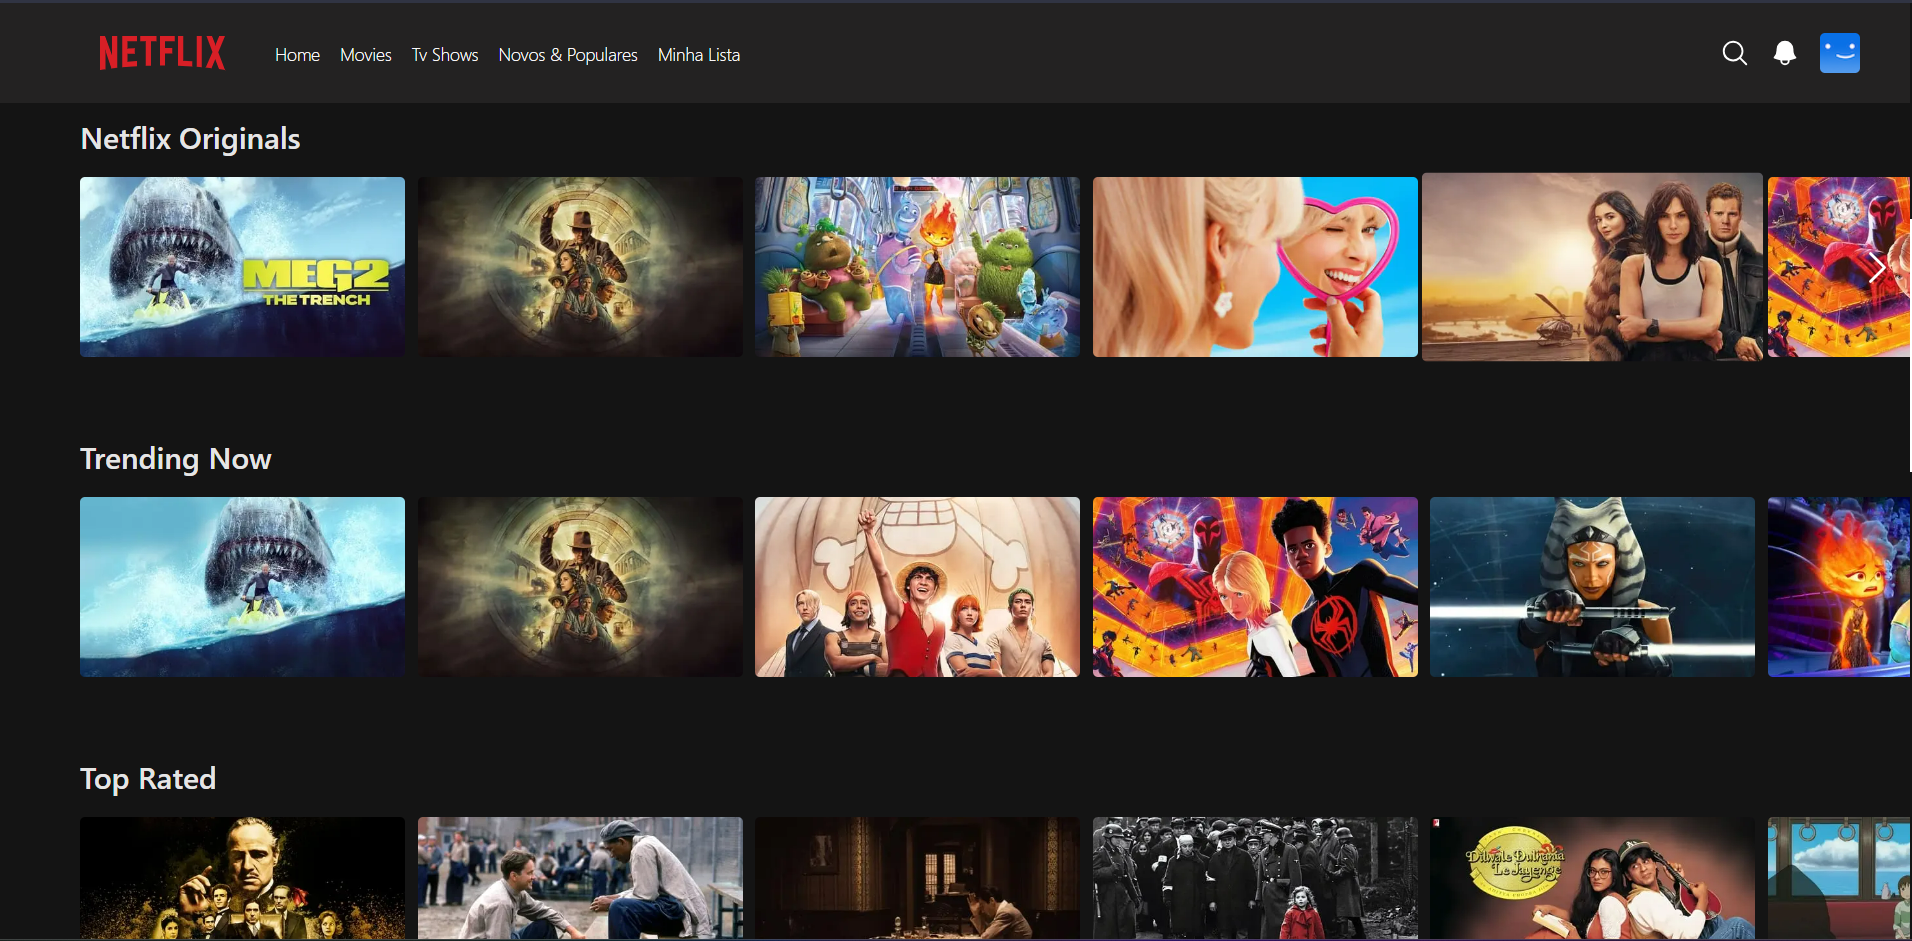 NETFLIX
Home Movies Tv Shows Novos & Populares Minha Lista
Netflix Originals
MEG2
THE TRENCH
Trending Now
Top Rated
Dilwale Dulhania
Le Jayenge